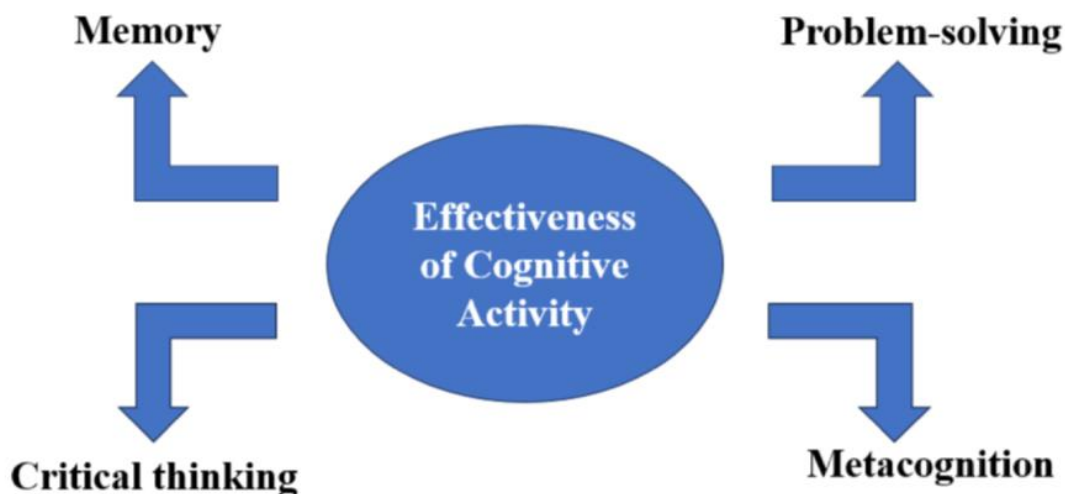 Memory
Problem-solving
Effectiveness
of Cognitive
Activity
Critical thinking
Metacognition